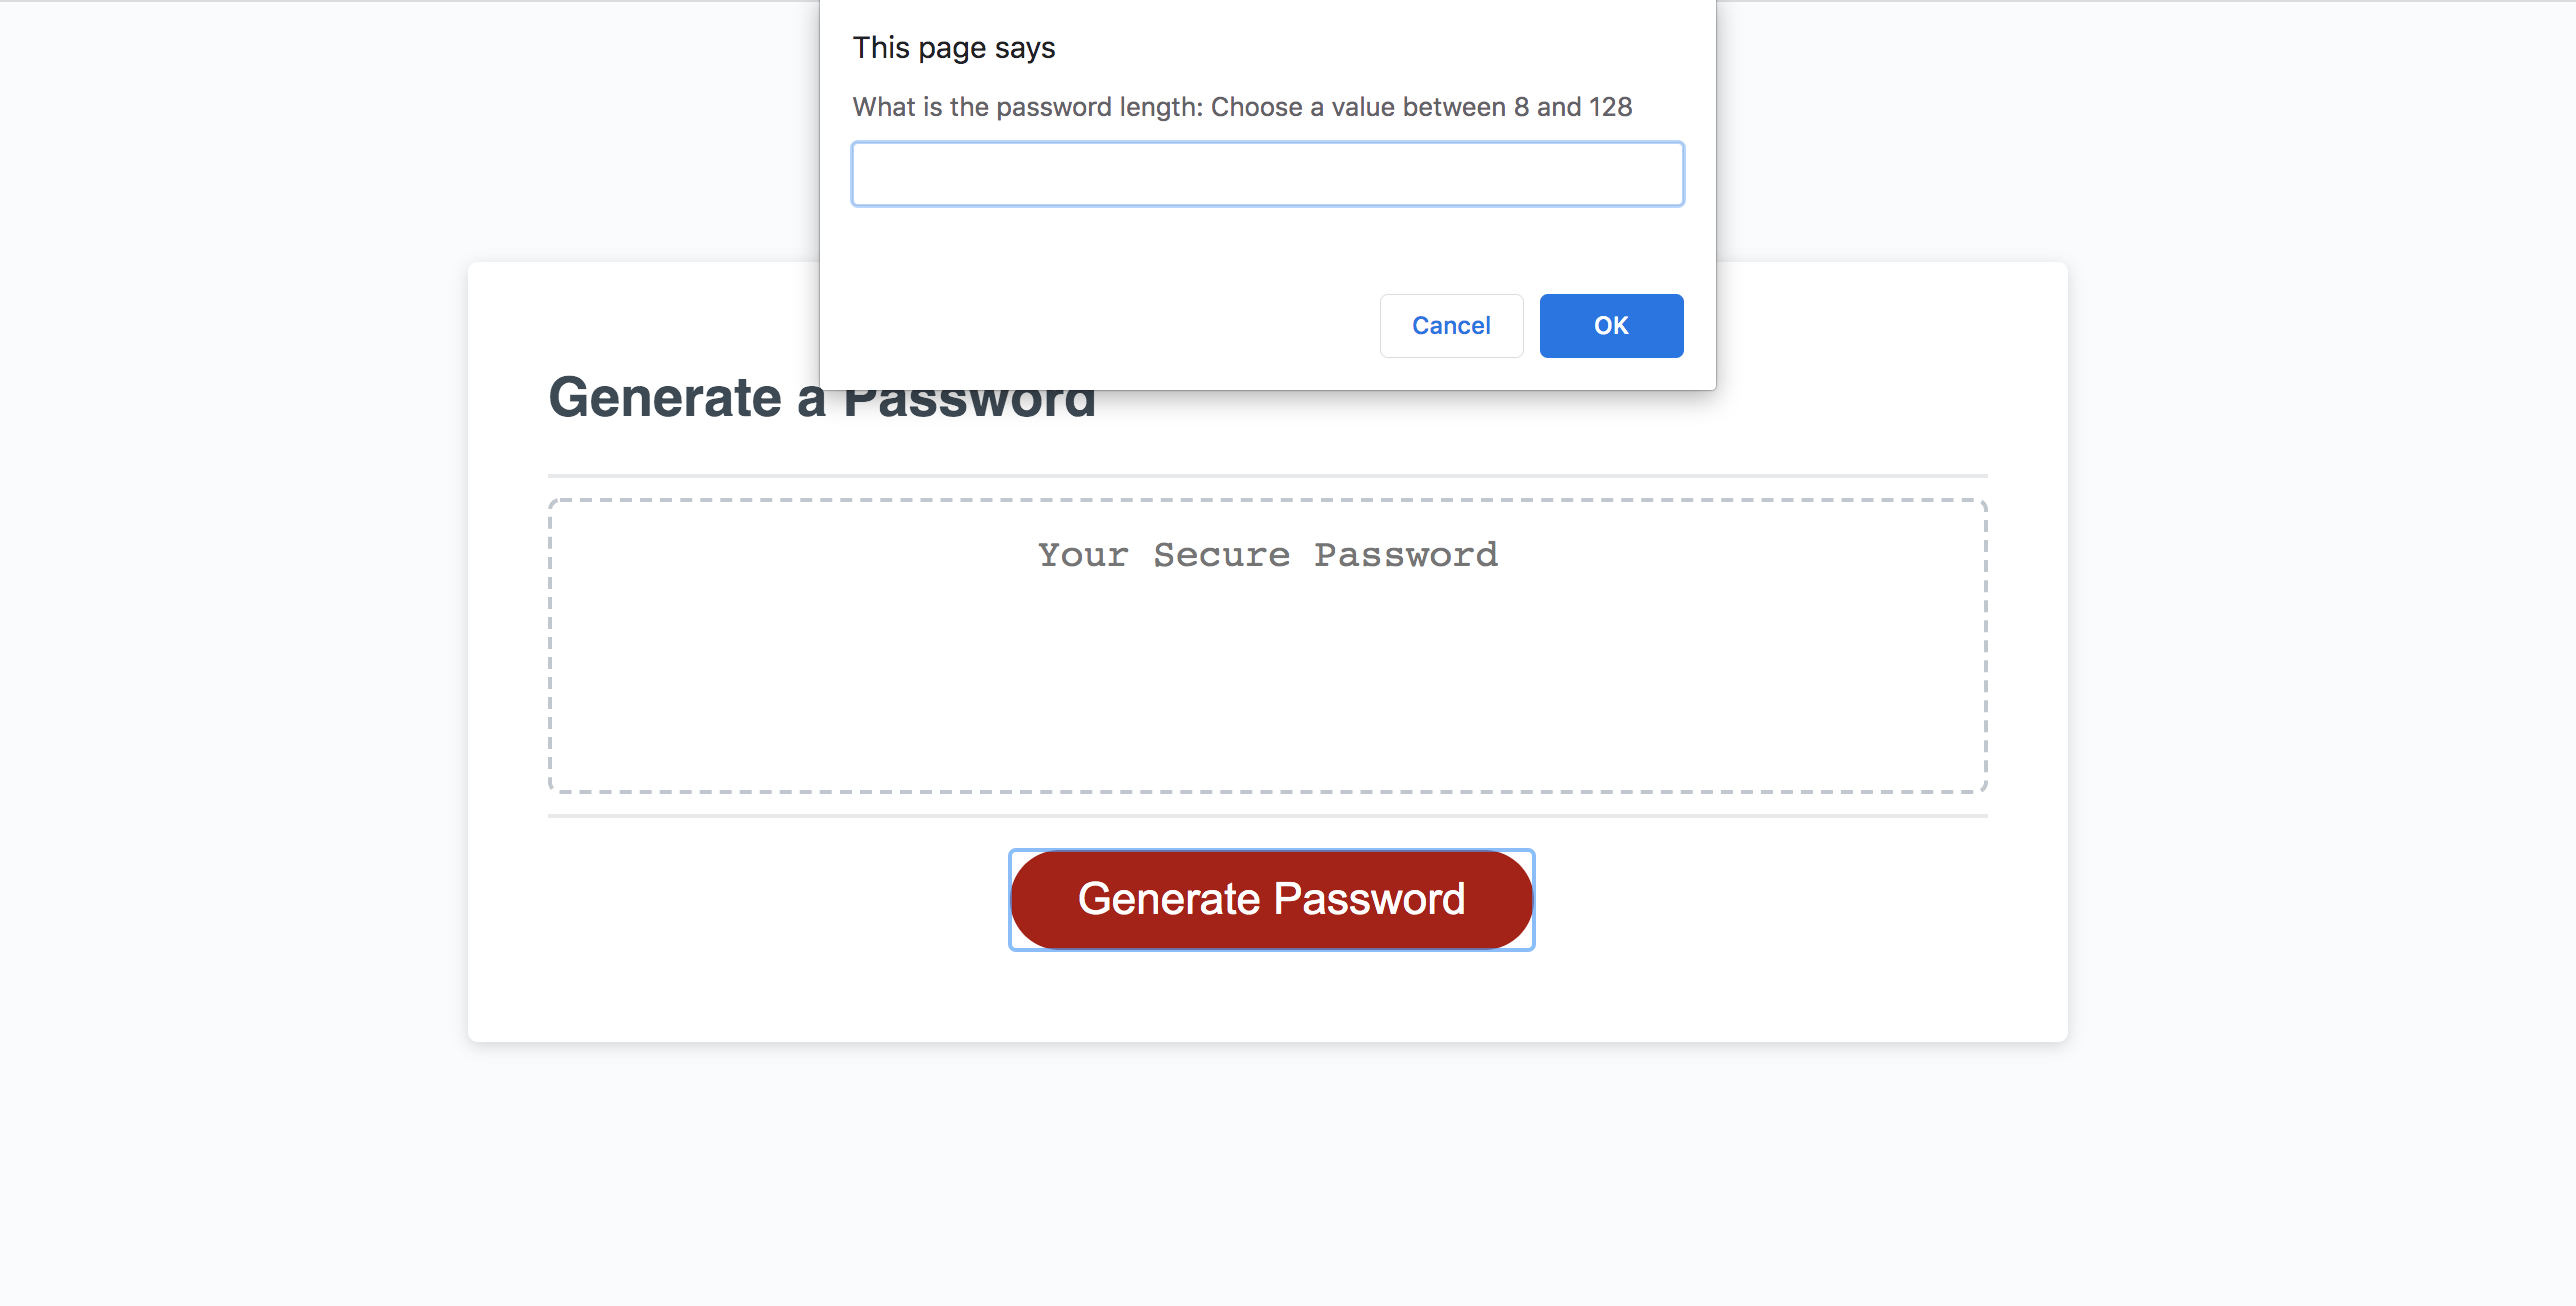 This page says
What is the password length: Choose a value between 8 and 128
Cancel
OK
Generate a Password
Your Secure Password
Generate Password